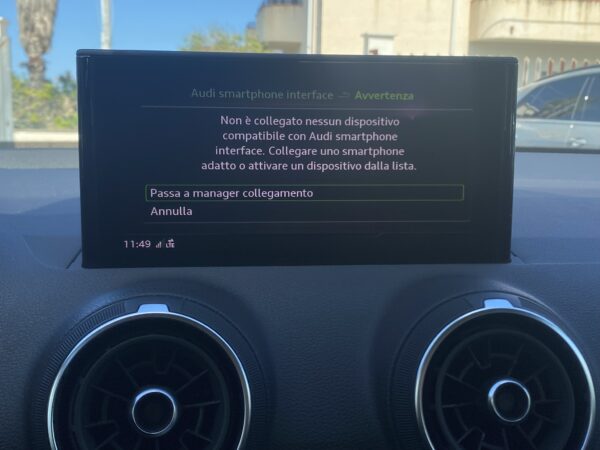 Audi smartphone interface Avvertenza
Non è collegato nessun dispositivo
compatibile con Audi smartphone
interface. Collegare uno smartphone
adatto o attivare un dispositivo dalla lista.
Passa a manager collegamento
Annulla
11:49 LTE